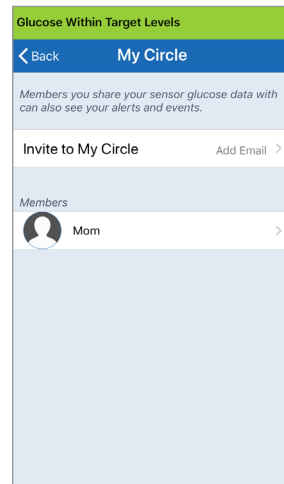 Glucose Within Target Levels
Back My Circle
Members you share your sensor glucose data with
can also see your alerts and events.
Invite to My Circle Add Email
Members
Mom